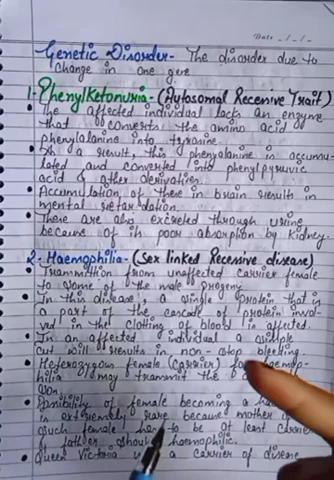 Date _/_/_
Genetic Disorder - The disorder due to
change in one gene
1. PhenylKetonuria - (Autosomal Recessive Trait)
The affected individual lack an enzyme
that converts the amino acid
phenylalanine into tyrosine.
As a result, this phenylalanine is accumu-
lated and converted into phenylpyruvic
acid & other derivatives
Accumulation of these in brain results in
mental retardation.
These are also excreted through urine
because of its poor absorption by kidney.
2- Haemophilia - (Sex linked Recessive disease)
Transmition from unaffected carrier female
to some of the male progeny
In this disease, a single protein that is
a part of the cascade of protein invol-
ved in the clotting of blood is affected.
In an affected individual a simple
cut will results in non-stop bleeding.
Heterozygous female (carrier) for haemop-
hilia may transmit the
son.
Possibility of female becoming a
is extremely rare because mother
such female has to be at least carrier
father should haemophilic.
Queen Victoria a carrier of disease